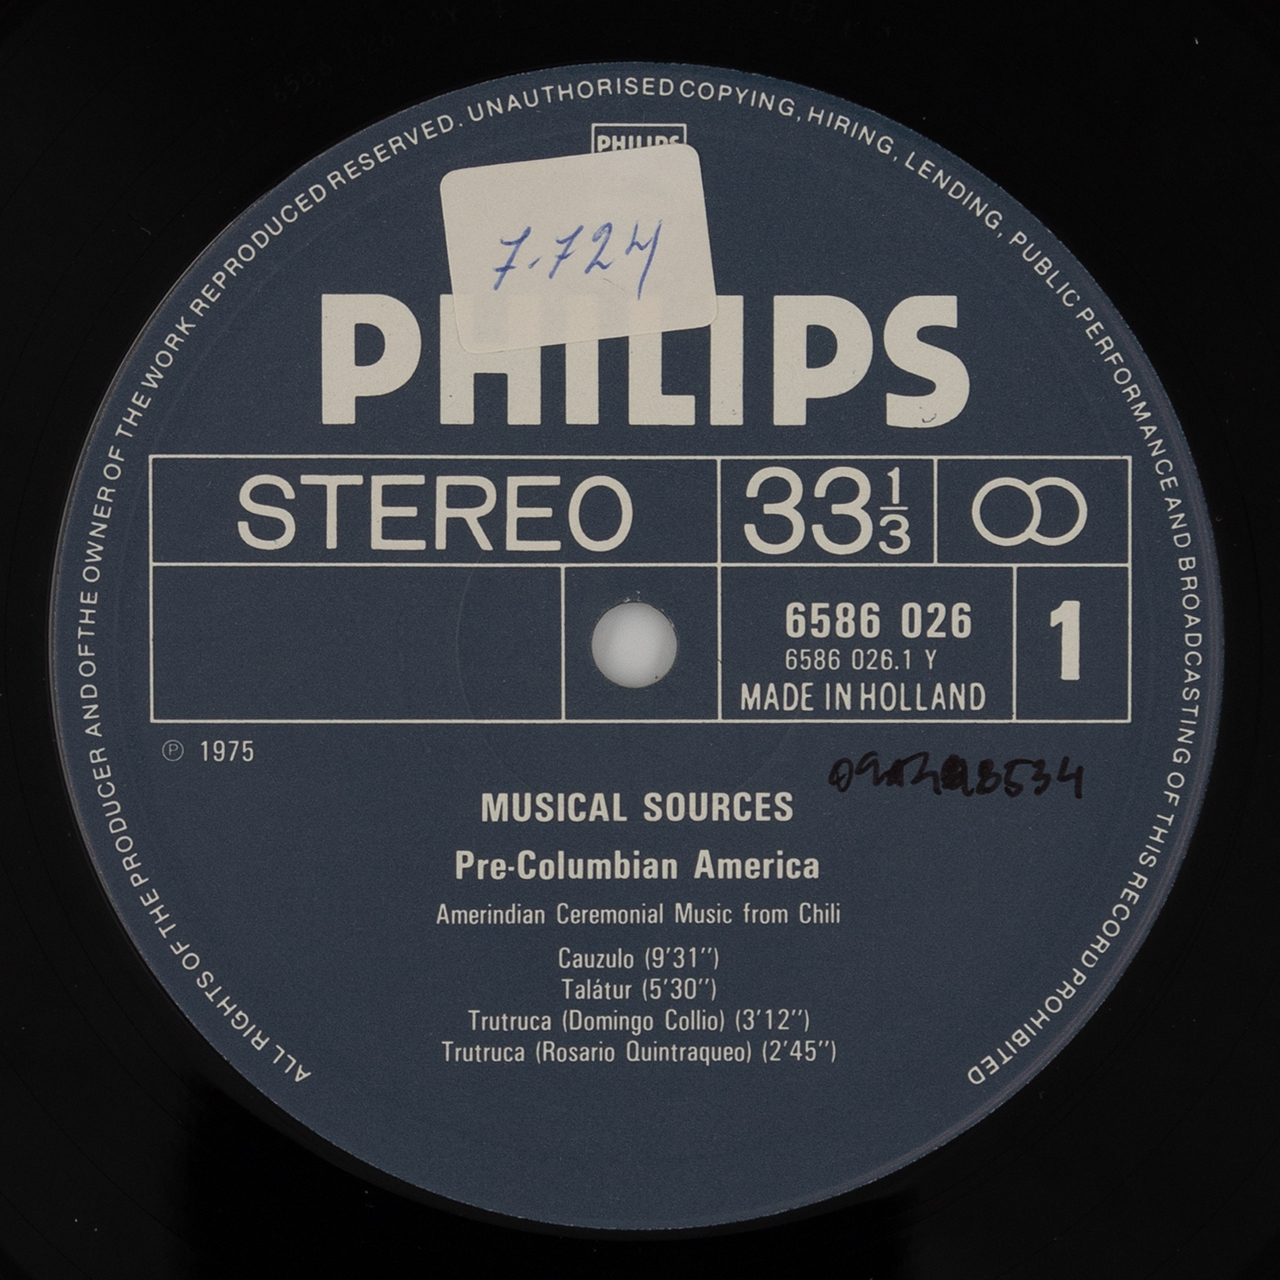 ALL RIGHTS OF THE PRODUCER AND OF THE OWNER OF THE WORK REPRODUCED RESERVED. UNAUTHORISED COPYING, HIRING, LENDING, PUBLIC PERFORMANCE AND BROADCASTING OF THIS RECORD PROHIBITED
PHILIPS
7.724
PHILIPS
STEREO 33 1/3
6586 026
6586 026.1 Y
MADE IN HOLLAND
1
℗ 1975
MUSICAL SOURCES
Pre-Columbian America
Amerindian Ceremonial Music from Chili
Cauzulo (9'31'')
Talátur (5'30'')
Trutruca (Domingo Collio) (3'12'')
Trutruca (Rosario Quintraqueo) (2'45'')